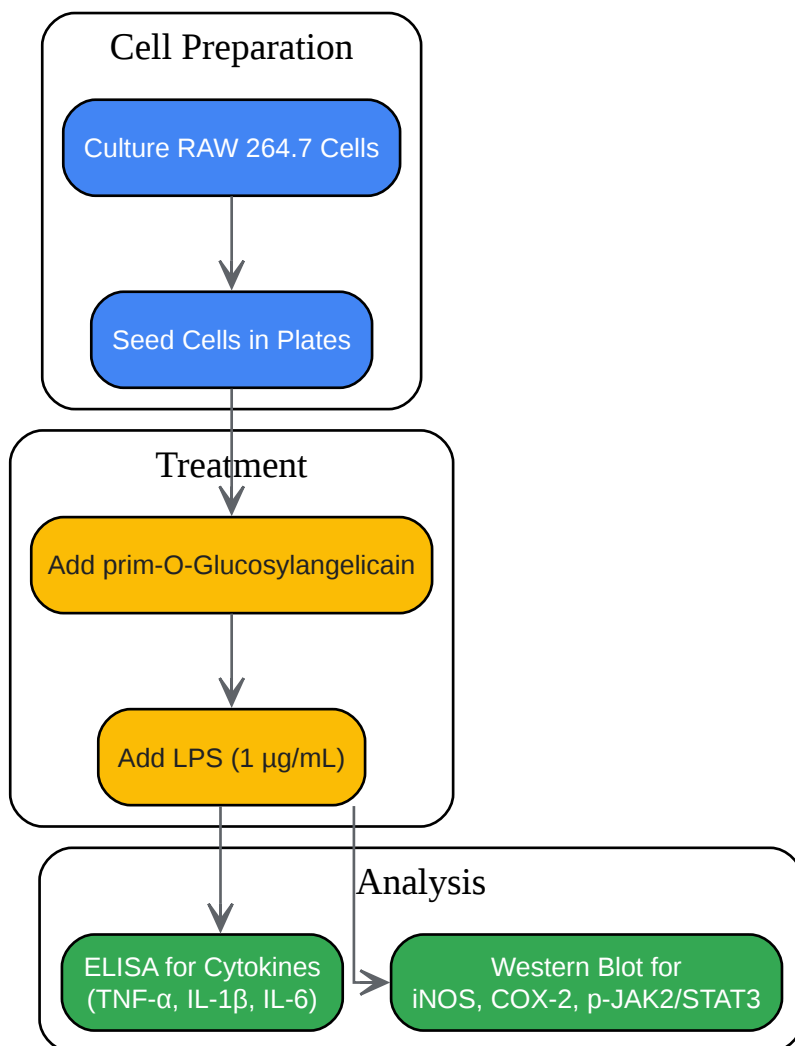 Cell Preparation
Culture RAW 264.7 Cells
Seed Cells in Plates
Treatment
Add prim-O-Glucosylangelicain
Add LPS (1 µg/mL)
Analysis
ELISA for Cytokines
(TNF-α, IL-1β, IL-6)
Western Blot for
iNOS, COX-2, p-JAK2/STAT3